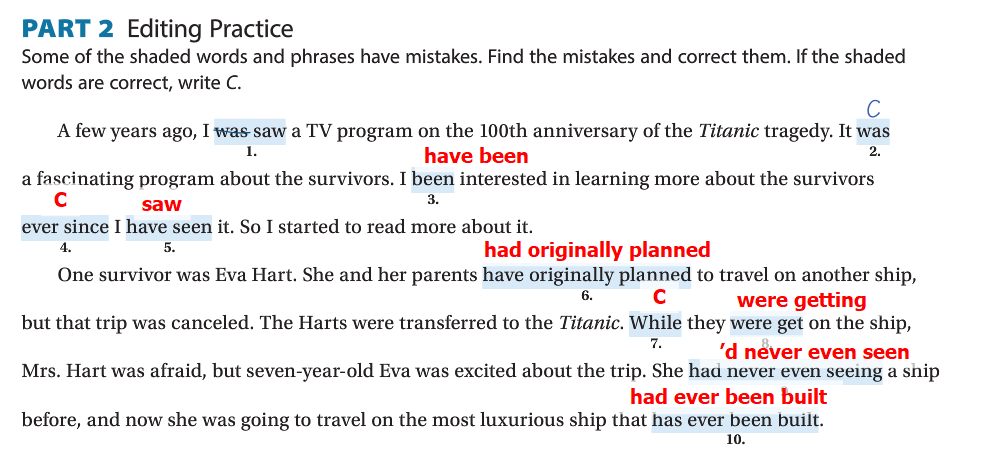 PART 2 Editing Practice
Some of the shaded words and phrases have mistakes. Find the mistakes and correct them. If the shaded
words are correct, write C.
C
A few years ago, I was saw a TV program on the 100th anniversary of the Titanic tragedy. It was
1. 2.
have been
a fascinating program about the survivors. I been interested in learning more about the survivors
3.
C saw
ever since I have seen it. So I started to read more about it.
4. 5.
had originally planned
One survivor was Eva Hart. She and her parents have originally planned to travel on another ship,
6.
C were getting
but that trip was canceled. The Harts were transferred to the Titanic. While they were get on the ship,
7. 8.
’d never even seen
Mrs. Hart was afraid, but seven-year-old Eva was excited about the trip. She had never even seeing a ship
had ever been built
before, and now she was going to travel on the most luxurious ship that has ever been built.
10.